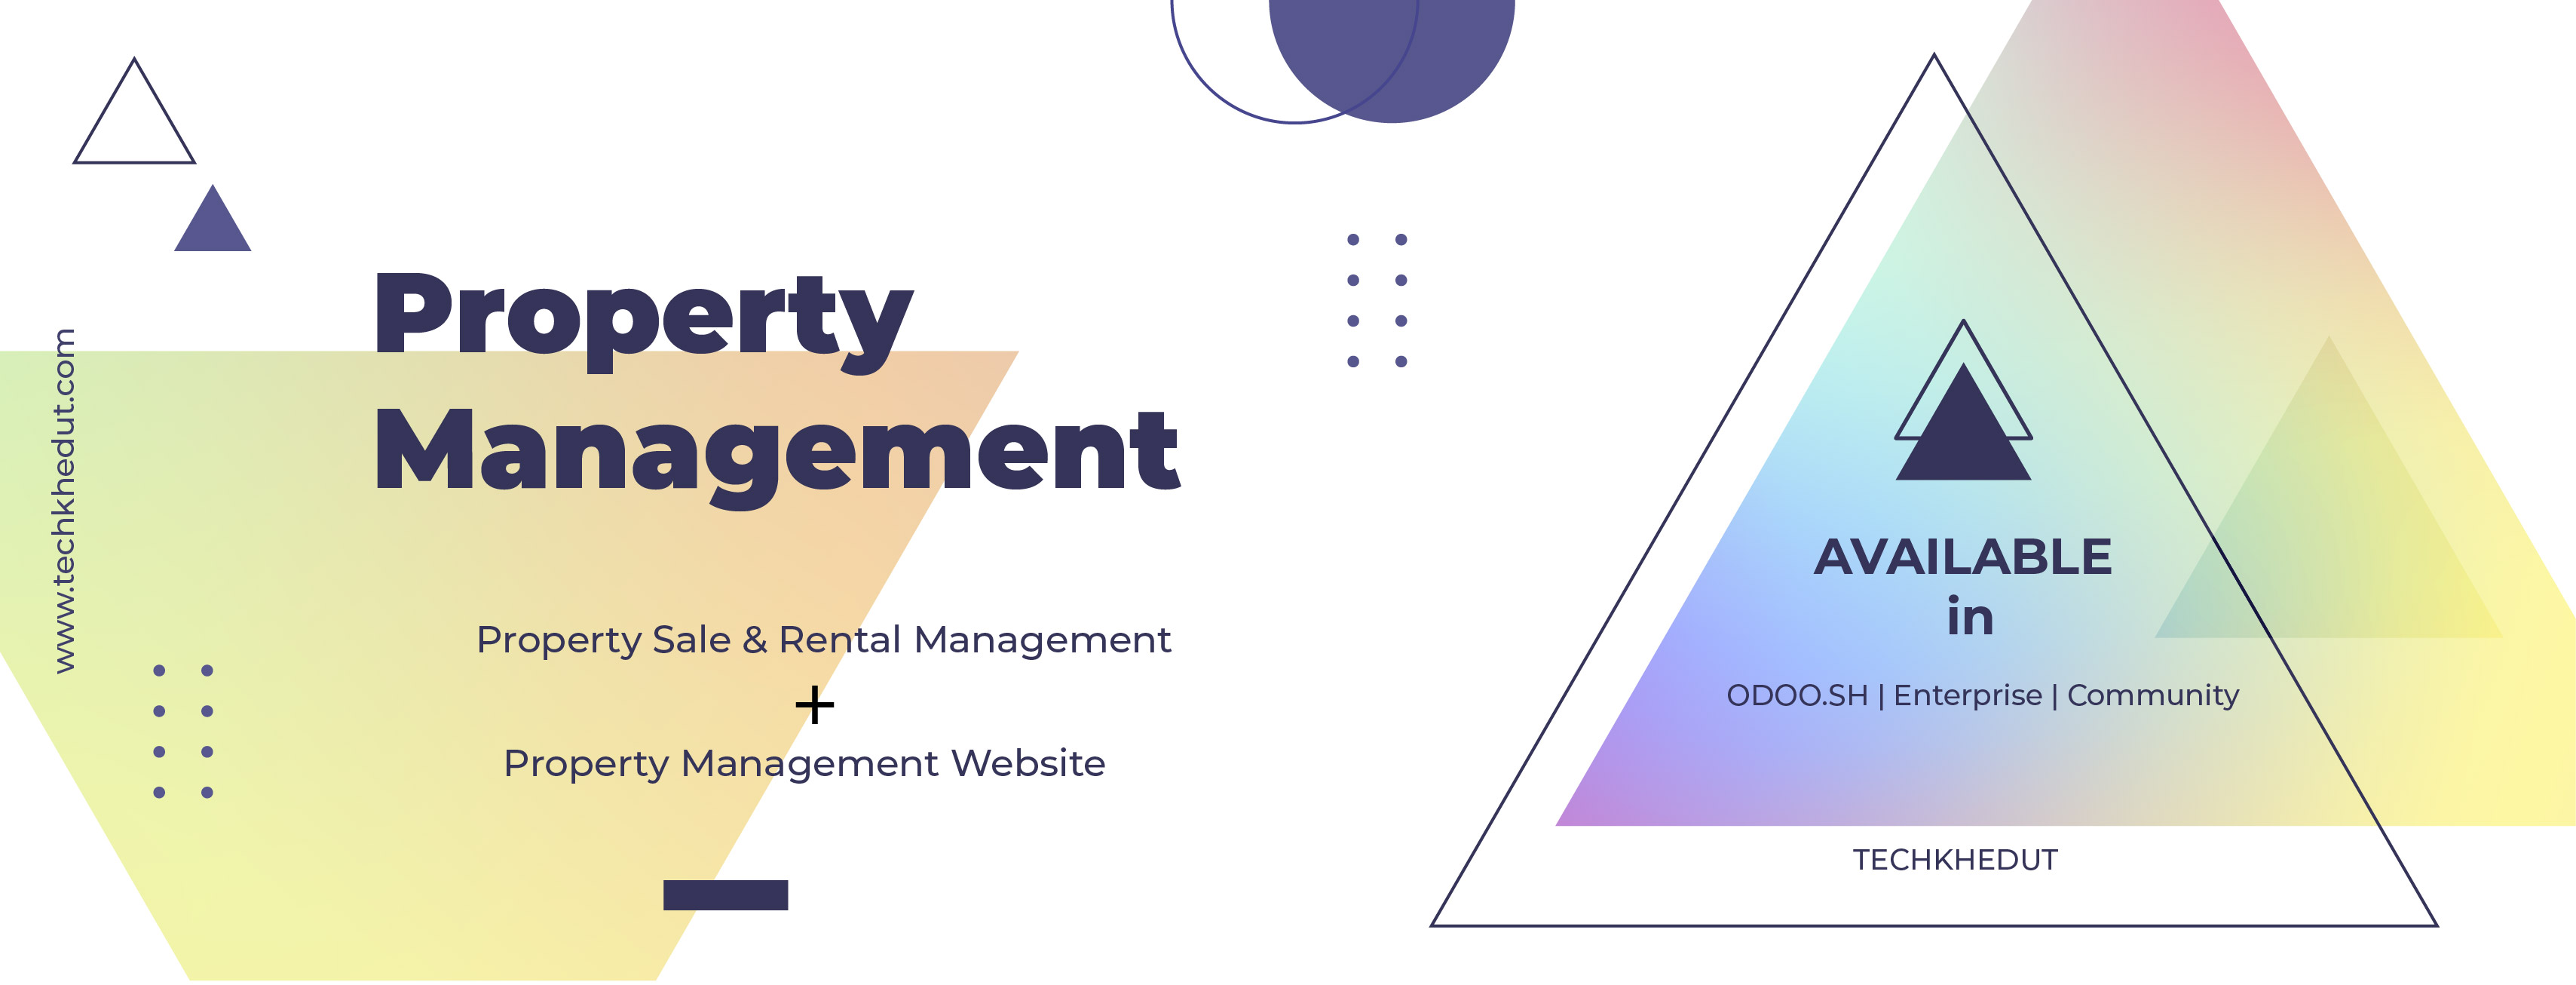 www.techkhedut.com
Property
Management
Property Sale & Rental Management
+
Property Management Website
AVAILABLE
in
ODOO.SH | Enterprise | Community
TECHKHEDUT